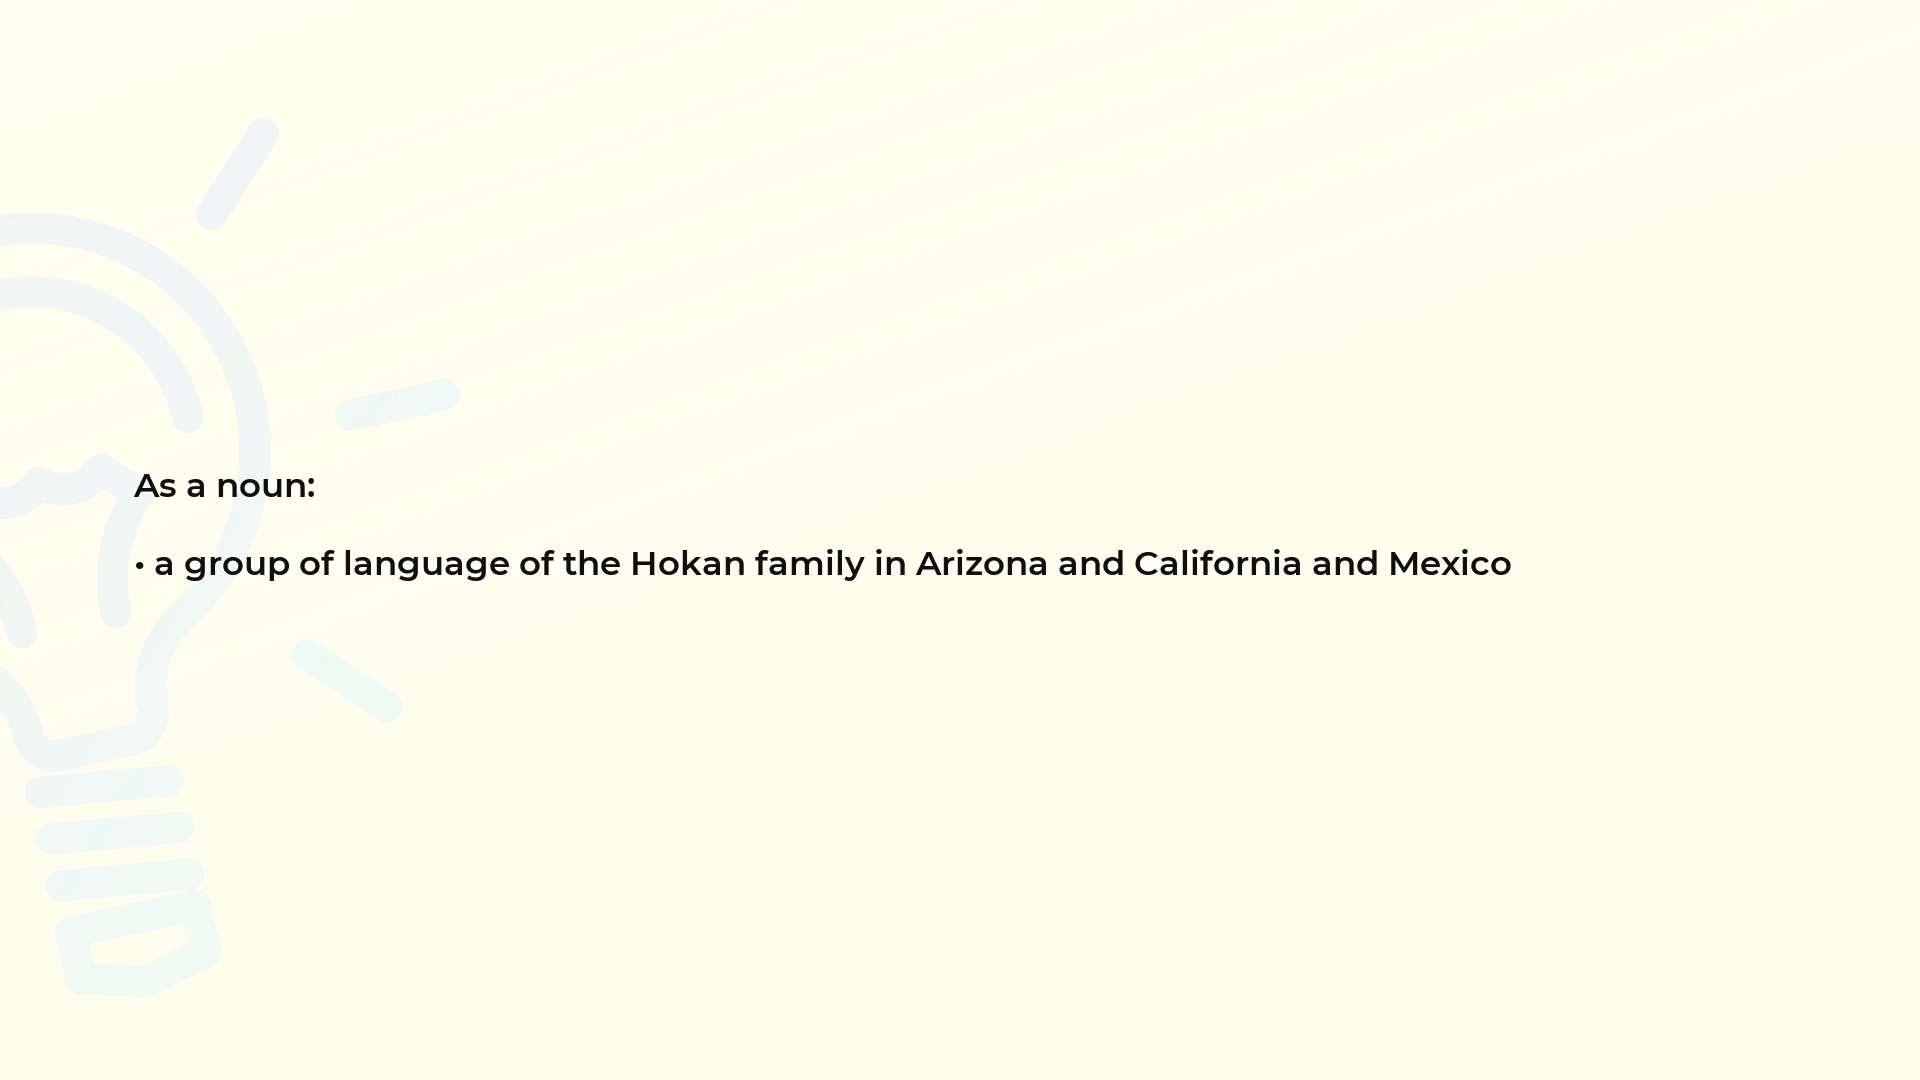 As a noun:
• a group of language of the Hokan family in Arizona and California and Mexico